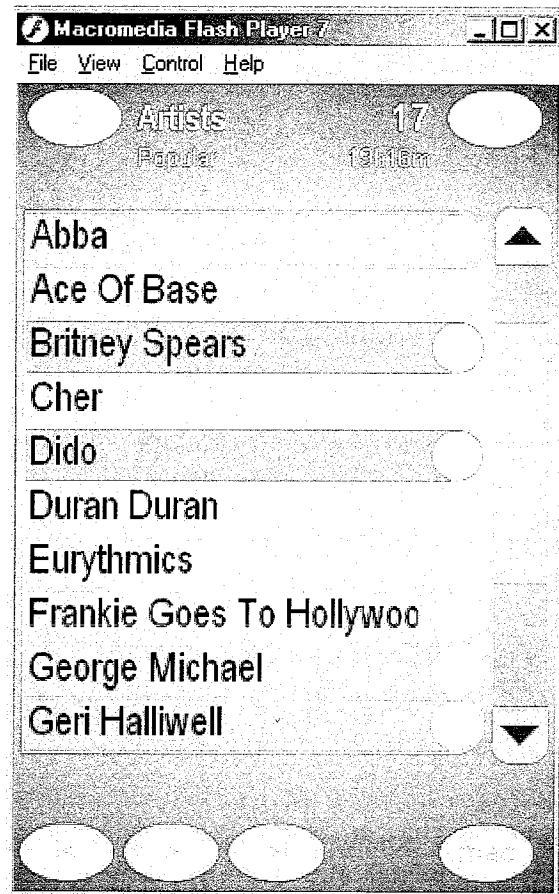 Macromedia Flash Player 7
File View Control Help
Artists 17
Popular 19h16m
Abba
Ace Of Base
Britney Spears
Cher
Dido
Duran Duran
Eurythmics
Frankie Goes To Hollywoo
George Michael
Geri Halliwell